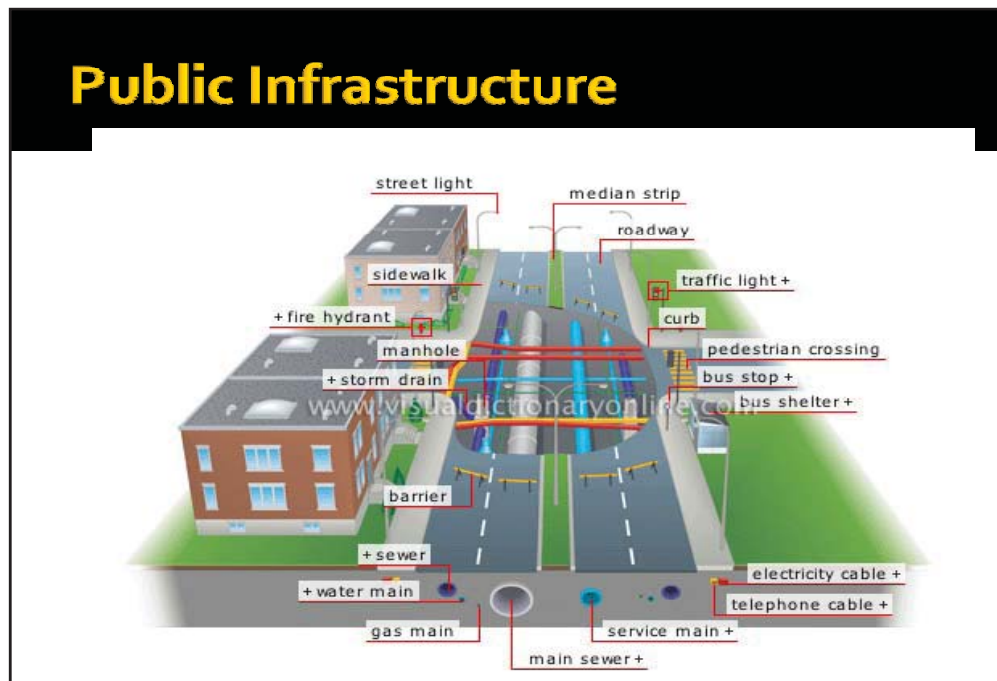 Public Infrastructure
street light
median strip
roadway
sidewalk
traffic light +
+ fire hydrant
curb
manhole
pedestrian crossing
+ storm drain
bus stop +
www.visualdictionaryonline.com
bus shelter +
barrier
+ sewer
electricity cable +
+ water main
telephone cable +
gas main
service main +
main sewer +